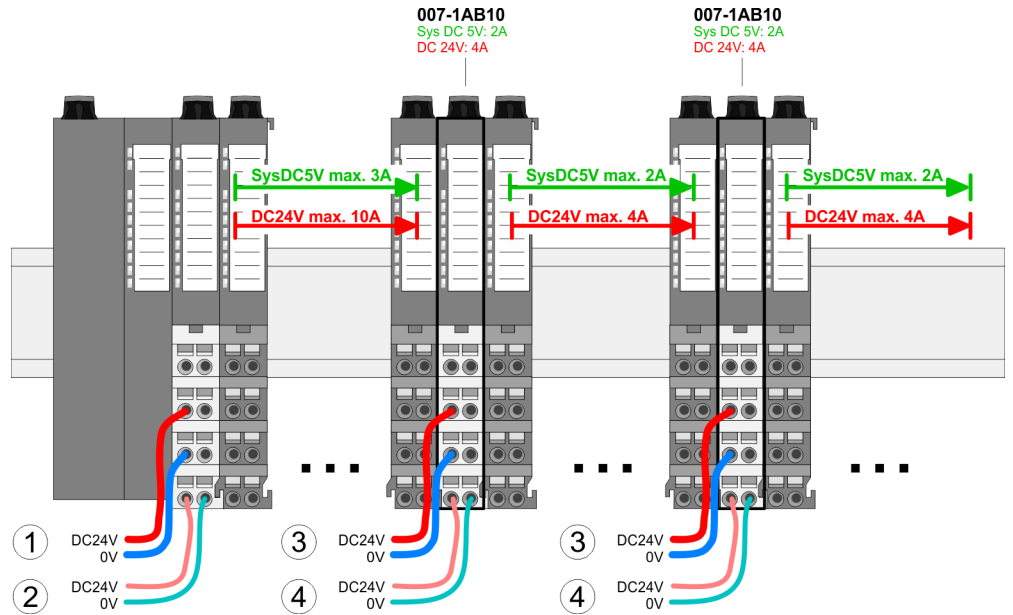 007-1AB10
Sys DC 5V: 2A
DC 24V: 4A
007-1AB10
Sys DC 5V: 2A
DC 24V: 4A
SysDC5V max. 3A
SysDC5V max. 2A
SysDC5V max. 2A
DC24V max. 10A
DC24V max. 4A
DC24V max. 4A
1
DC24V
0V
2
DC24V
0V
3
DC24V
0V
4
DC24V
0V
3
DC24V
0V
4
DC24V
0V